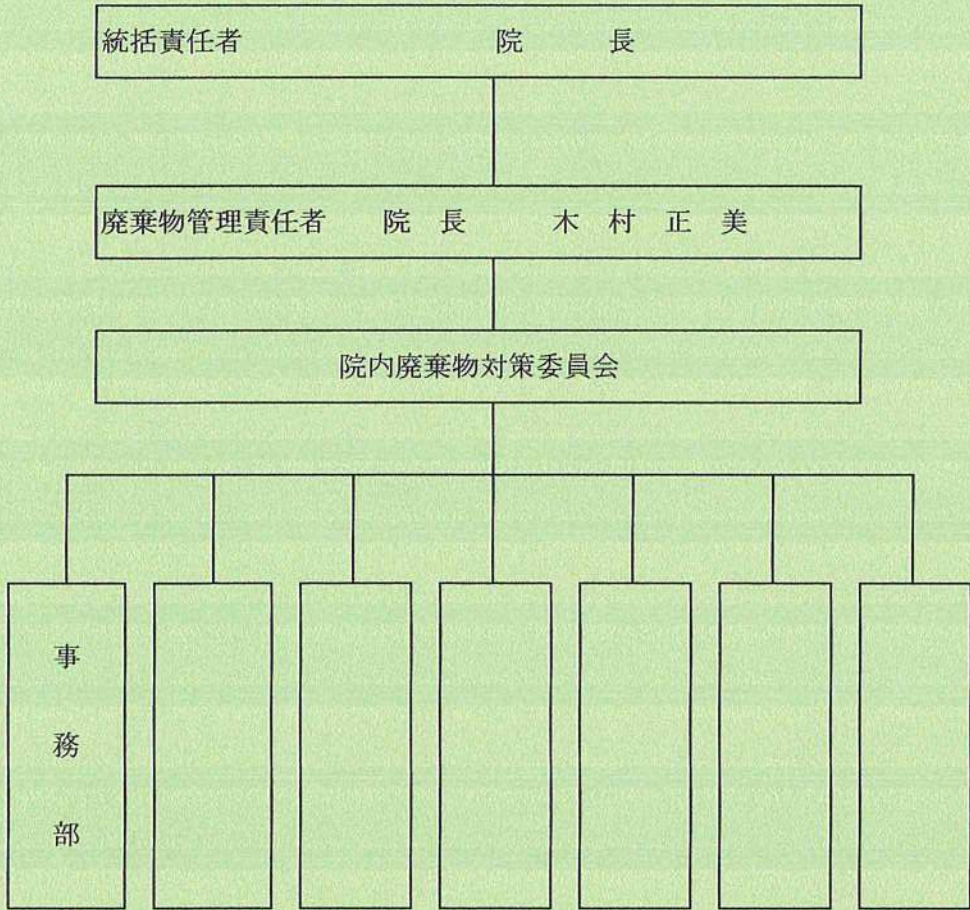 統括責任者 院 長
廃棄物管理責任者 院 長 木 村 正 美
院内廃棄物対策委員会
事務部